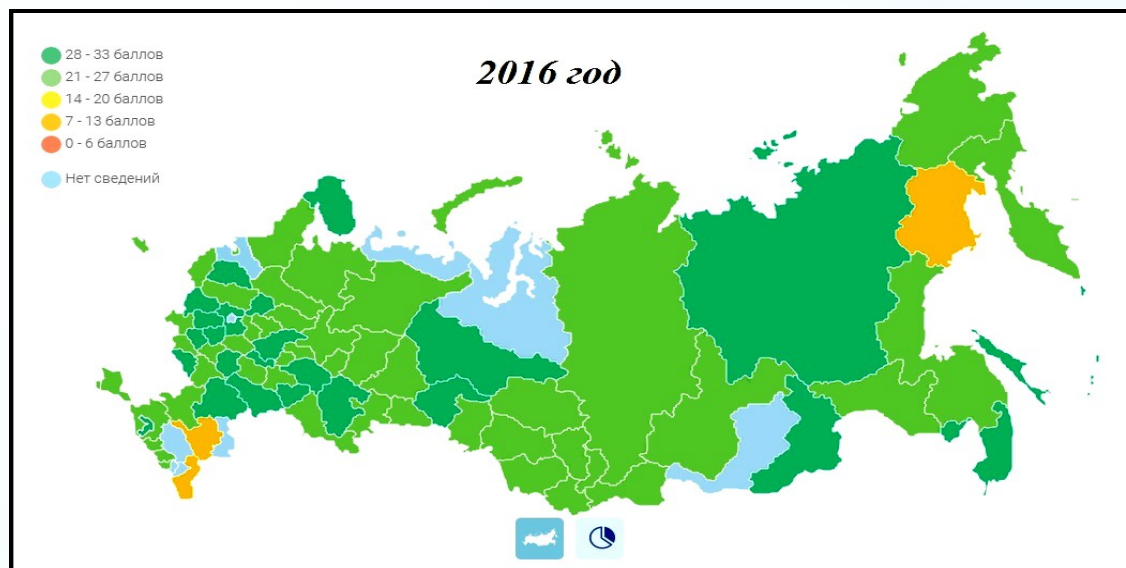 2016 год
28 - 33 баллов
21 - 27 баллов
14 - 20 баллов
7 - 13 баллов
0 - 6 баллов
Нет сведений